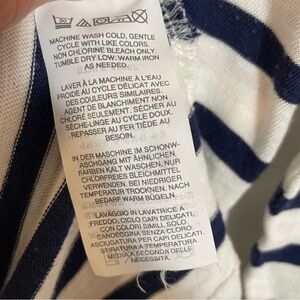 MACHINE WASH COLD, GENTLE
CYCLE WITH LIKE COLORS.
NON CHLORINE BLEACH ONLY.
TUMBLE DRY LOW. WARM IRON
AS NEEDED.
LAVER À LA MACHINE À L'EAU
FROIDE AU CYCLE DÉLICAT AVEC
DES COULEURS SIMILAIRES.
AGENT DE BLANCHIMENT NON
CHLORÉ SEULEMENT. SÉCHER AU
SÈCHE-LINGE AU CYCLE DOUX.
REPASSER AU FER TIÈDE AU
BESOIN.
IN DER MASCHINE IM SCHON-
WASCHGANG MIT ÄHNLICHEN
FARBEN KALT WASCHEN. NUR
CHLORFREIES BLEICHMITTEL
VERWENDEN. BEI NIEDRIGER
TEMPERATUR TROCKNEN. NACH
BEDARF WARM BÜGELN.
LAVAGGIO IN LAVATRICE A
FREDDO, CICLO CAPI DELICATI,
CON COLORI SIMILI. SOLO
CANDEGGINA SENZA CLORO.
ASCIUGATURA PER CAPI DELICATI.
STIRATURA A TEMPERATURA
MEDIA A SECONDA DELLE
NECESSITÀ